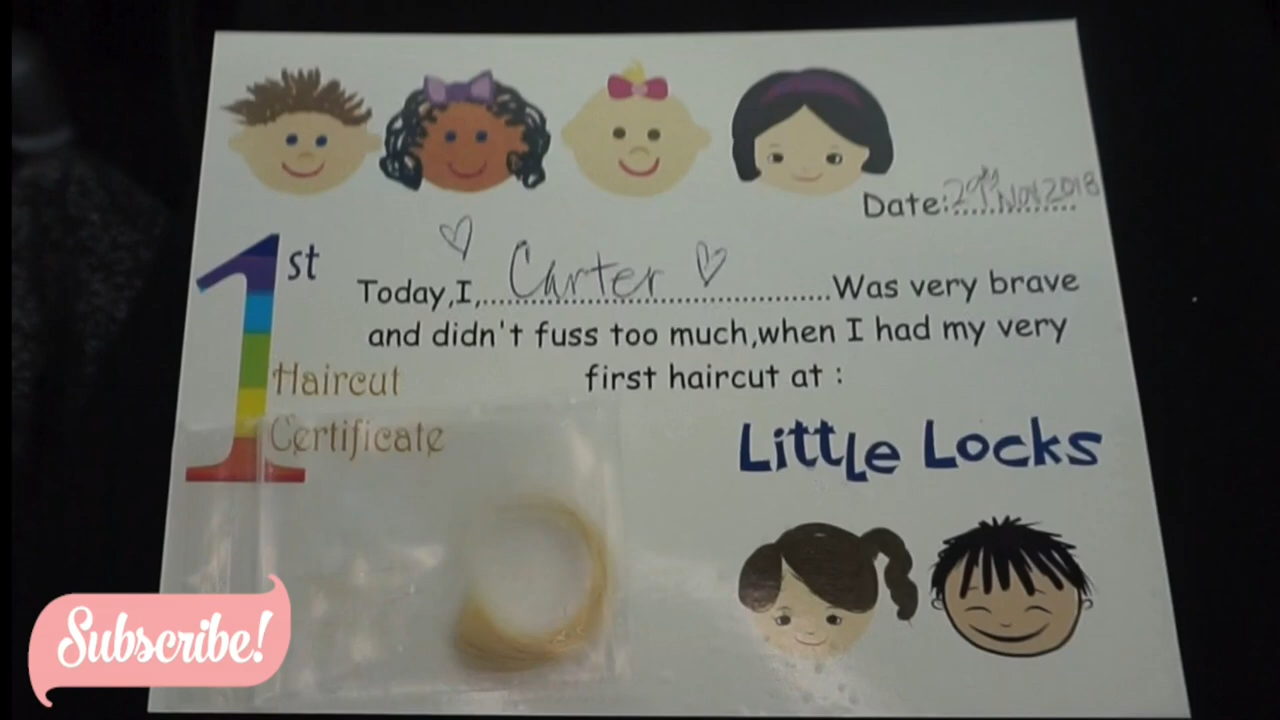 Date:29th Nov 2018
1st
Today,I,...Carter...Was very brave
and didn't fuss too much,when I had my very
Haircut
first haircut at :
Certificate
Little Locks
Subscribe!